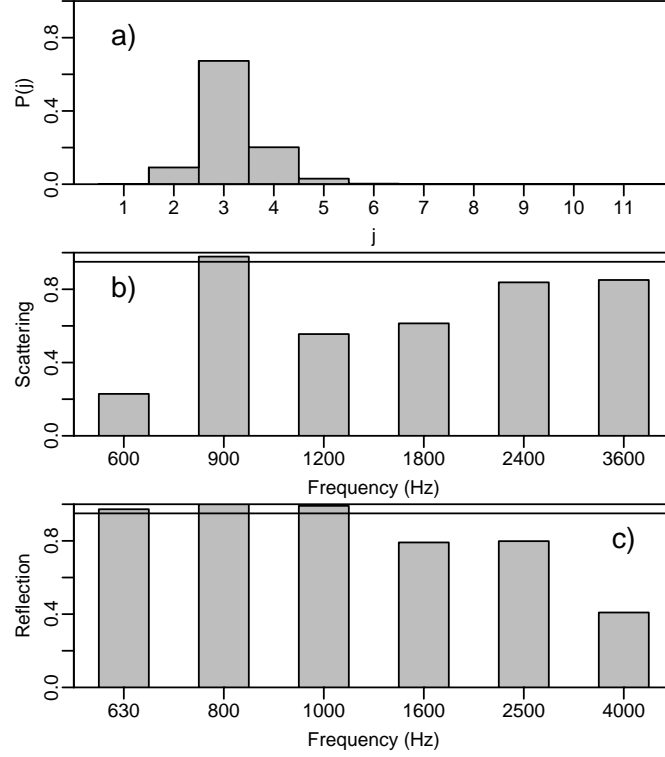 a)
P(j)
0.0 0.4 0.8
1 2 3 4 5 6 7 8 9 10 11
j
b)
Scattering
0.0 0.4 0.8
600 900 1200 1800 2400 3600
Frequency (Hz)
c)
Reflection
0.0 0.4 0.8
630 800 1000 1600 2500 4000
Frequency (Hz)